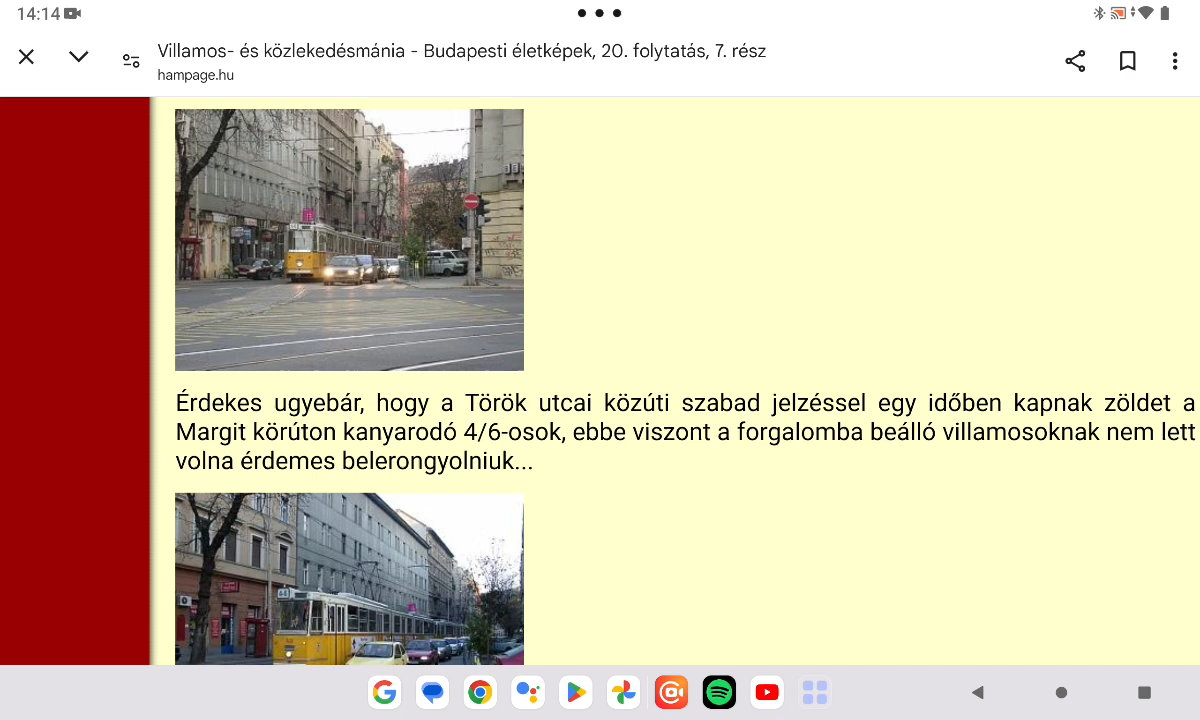 14:14
Villamos- és közlekedésmánia - Budapesti életképek, 20. folytatás, 7. rész
hampage.hu
Érdekes ugyebár, hogy a Török utcai közúti szabad jelzéssel egy időben kapnak zöldet a
Margit körúton kanyarodó 4/6-osok, ebbe viszont a forgalomba beálló villamosoknak nem lett
volna érdemes belerongyolniuk...